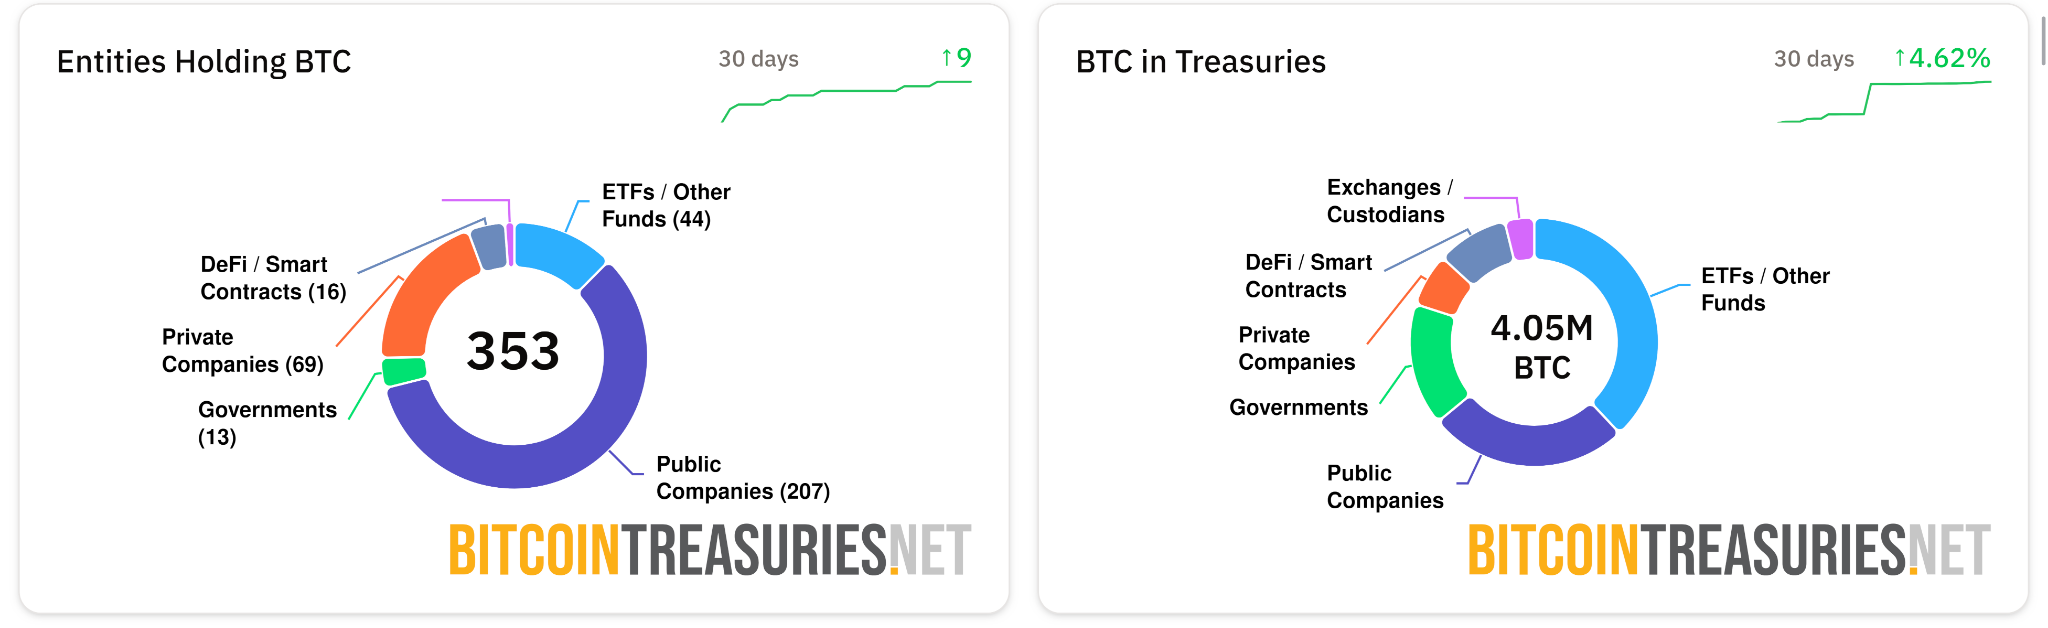 Entities Holding BTC
30 days
↑9
ETFs / Other
Funds (44)
DeFi / Smart
Contracts (16)
Private
Companies (69)
353
Governments
(13)
Public
Companies (207)
BITCOINTREASURIES.NET
BTC in Treasuries
30 days
↑4.62%
Exchanges /
Custodians
DeFi / Smart
Contracts
ETFs / Other
Funds
Private
Companies
4.05M
BTC
Governments
Public
Companies
BITCOINTREASURIES.NET